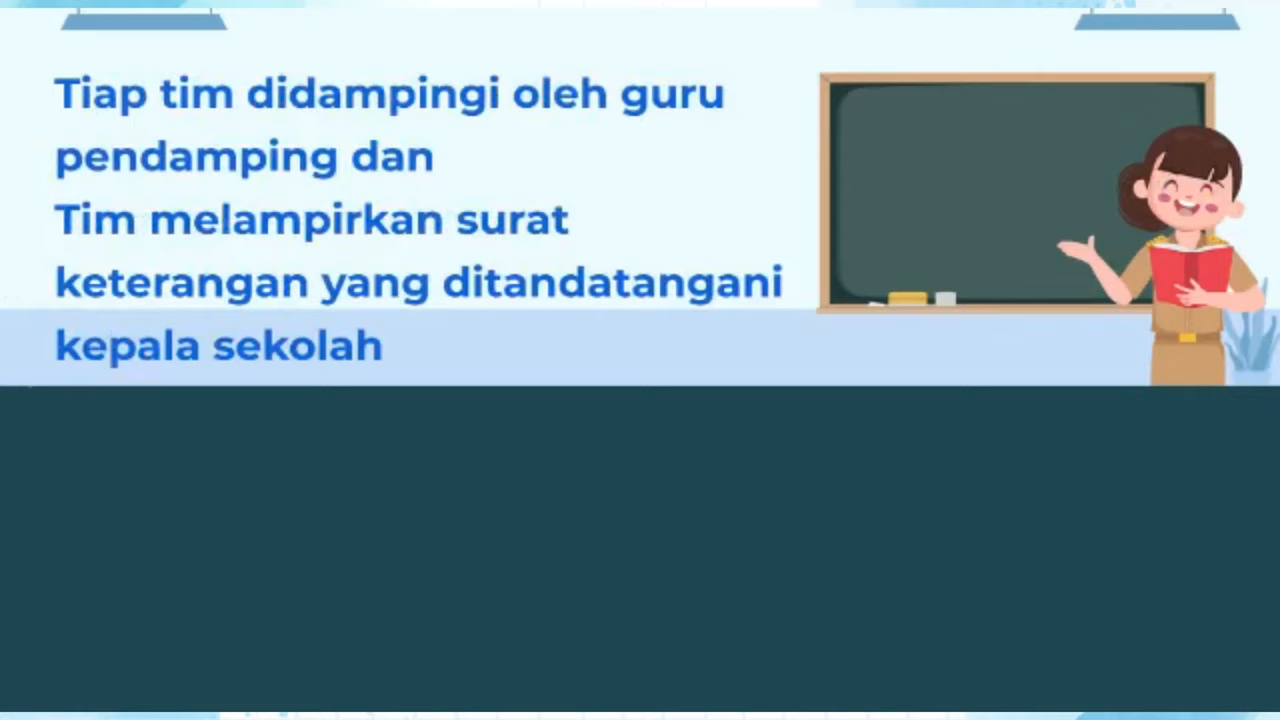 Tiap tim didampingi oleh guru
pendamping dan
Tim melampirkan surat
keterangan yang ditandatangani
kepala sekolah